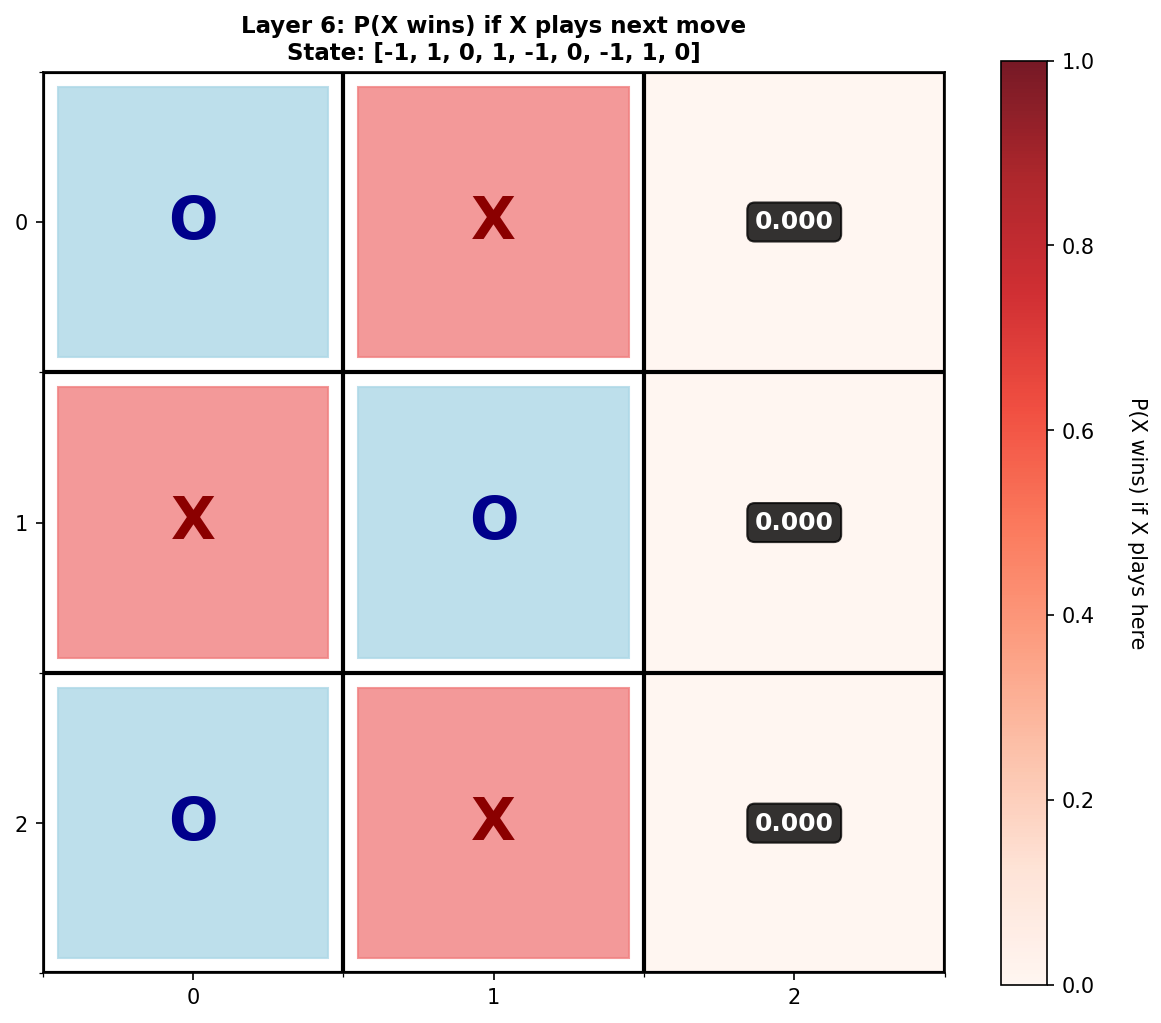 Layer 6: P(X wins) if X plays next move
State: [-1, 1, 0, 1, -1, 0, -1, 1, 0]
0
O
X
0.000
1
X
O
0.000
2
O
X
0.000
0
1
2
1.0
0.8
0.6
0.4
0.2
0.0
P(X wins) if X plays here